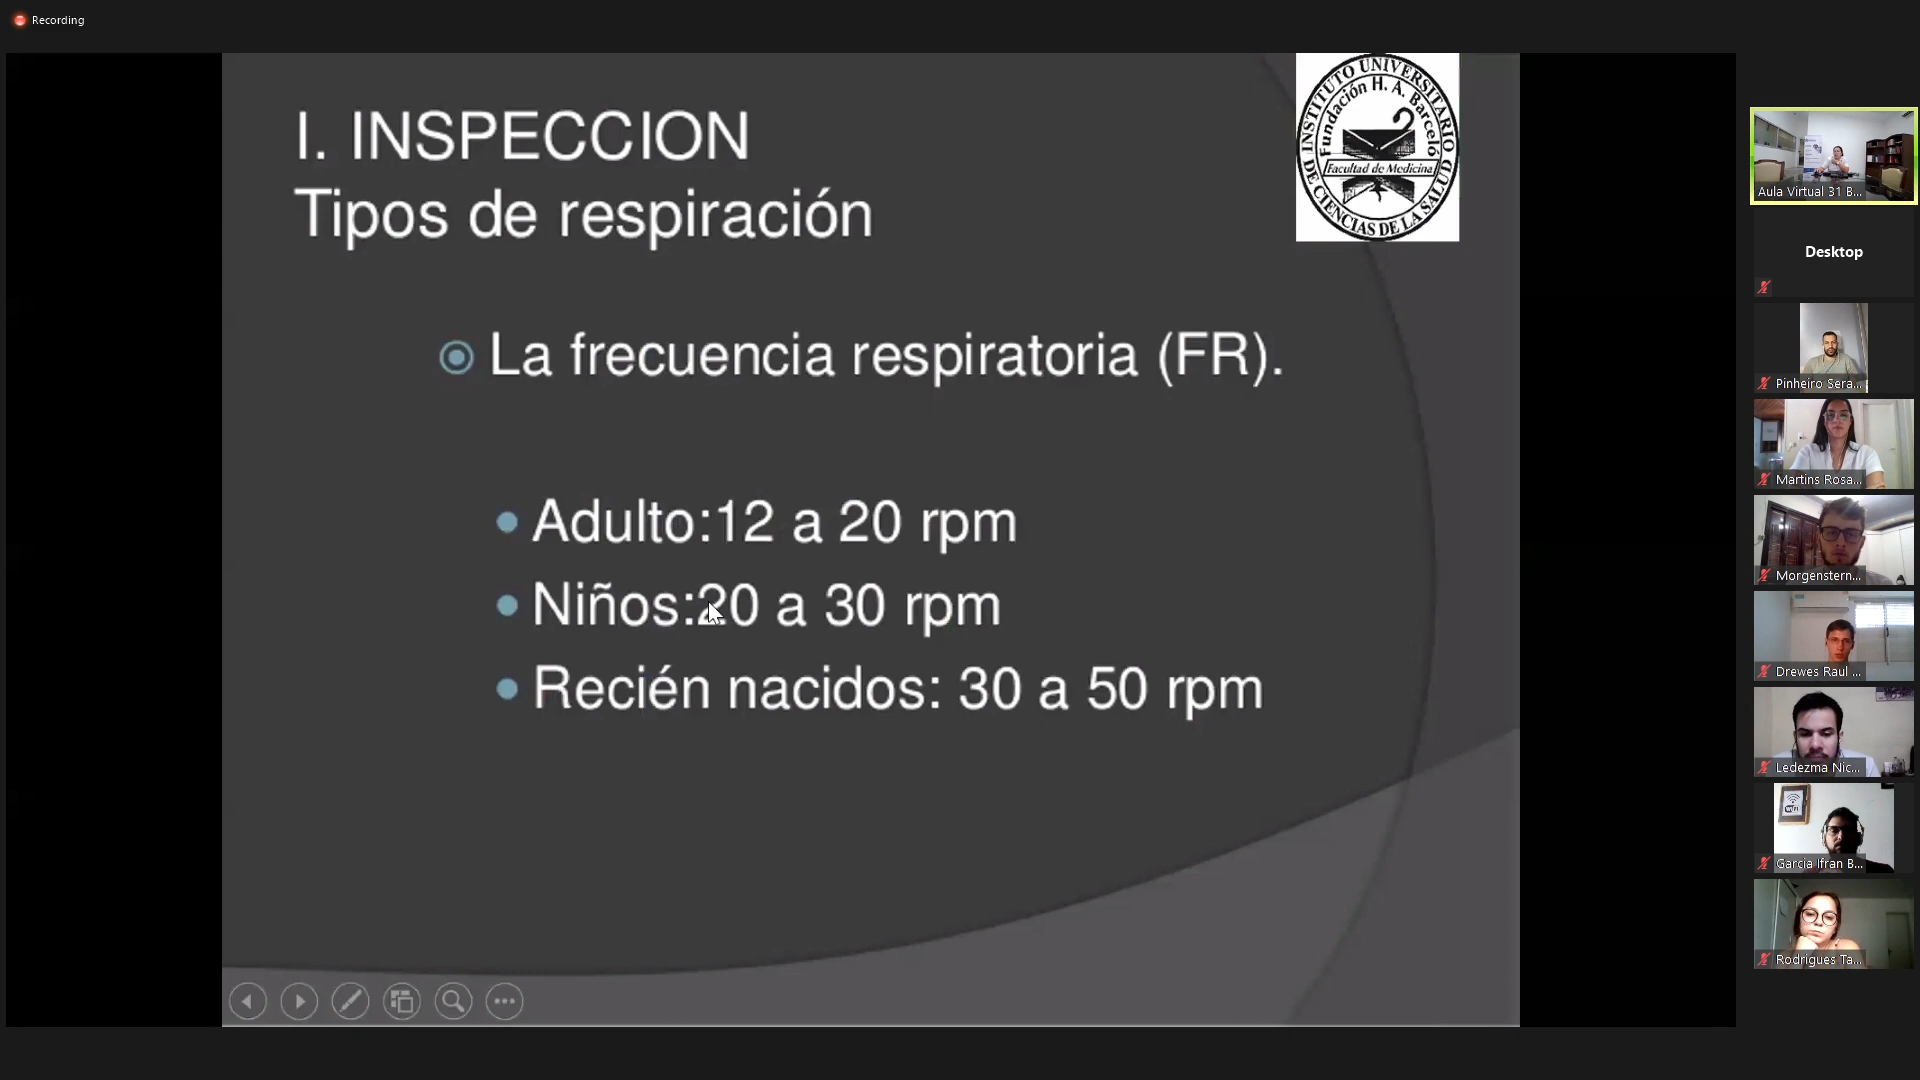 Recording
I. INSPECCION
Tipos de respiración
INSTITUTO UNIVERSITARIO
DE CIENCIAS DE LA SALUD
Fundación H. A. Barceló
Facultad de Medicina
La frecuencia respiratoria (FR).
Adulto:12 a 20 rpm
Niños:20 a 30 rpm
Recién nacidos: 30 a 50 rpm
Aula Virtual 31 B...
Desktop
Pinheiro Sera...
Martins Rosa...
Morgenstern...
Drewes Raul ...
Ledezma Nic...
Garcia Ifran B...
Rodrigues Ta...